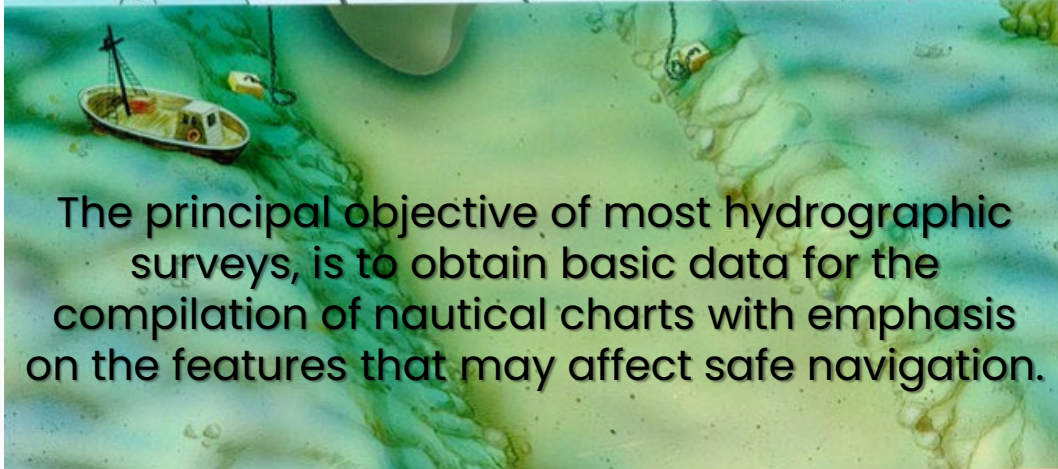 The principal objective of most hydrographic
surveys, is to obtain basic data for the
compilation of nautical charts with emphasis
on the features that may affect safe navigation.